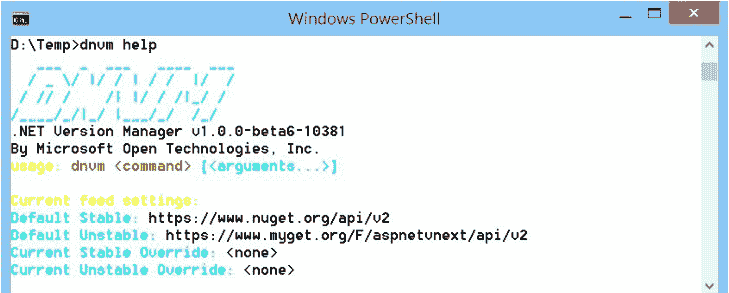 Windows PowerShell
D:\Temp>dnvm help
.NET Version Manager v1.0.0-beta6-10381
By Microsoft Open Technologies, Inc.
usage: dnvm <command> [<arguments...>]
Current feed settings:
Default Stable: https://www.nuget.org/api/v2
Default Unstable: https://www.myget.org/F/aspnetvnext/api/v2
Current Stable Override: <none>
Current Unstable Override: <none>